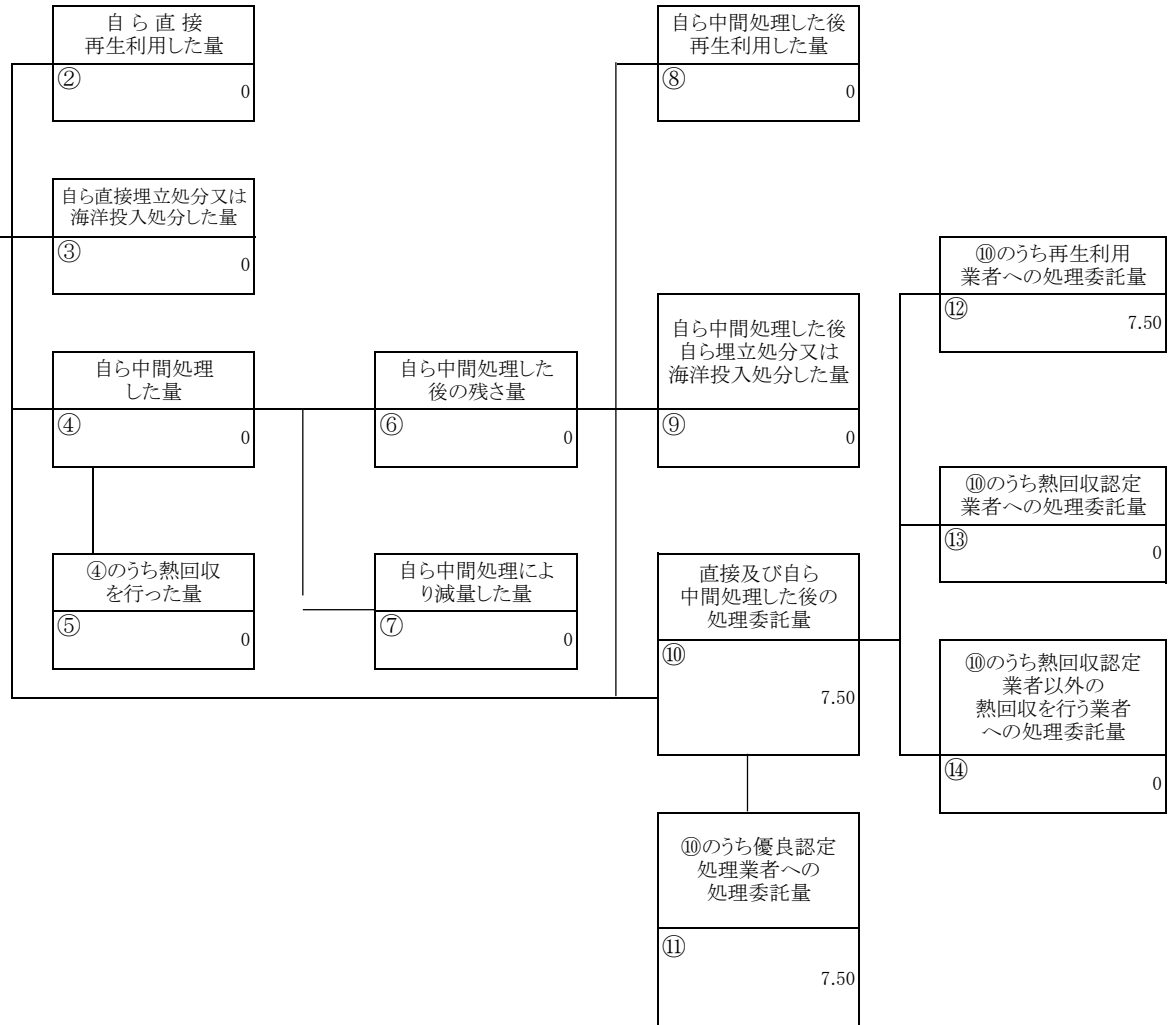 自 ら 直 接
再生利用した量
②
0
自ら中間処理した後
再生利用した量
⑧
0
自ら直接埋立処分又は
海洋投入処分した量
③
0
⑩のうち再生利用
業者への処理委託量
⑫
7.50
自ら中間処理した後
自ら埋立処分又は
海洋投入処分した量
⑨
0
自ら中間処理
した量
④
0
自ら中間処理した
後の残さ量
⑥
0
⑩のうち熱回収認定
業者への処理委託量
⑬
0
④のうち熱回収
を行った量
⑤
0
自ら中間処理によ
り減量した量
⑦
0
直接及び自ら
中間処理した後の
処理委託量
⑩
7.50
⑩のうち熱回収認定
業者以外の
熱回収を行う業者
への処理委託量
⑭
0
⑩のうち優良認定
処理業者への
処理委託量
⑪
7.50